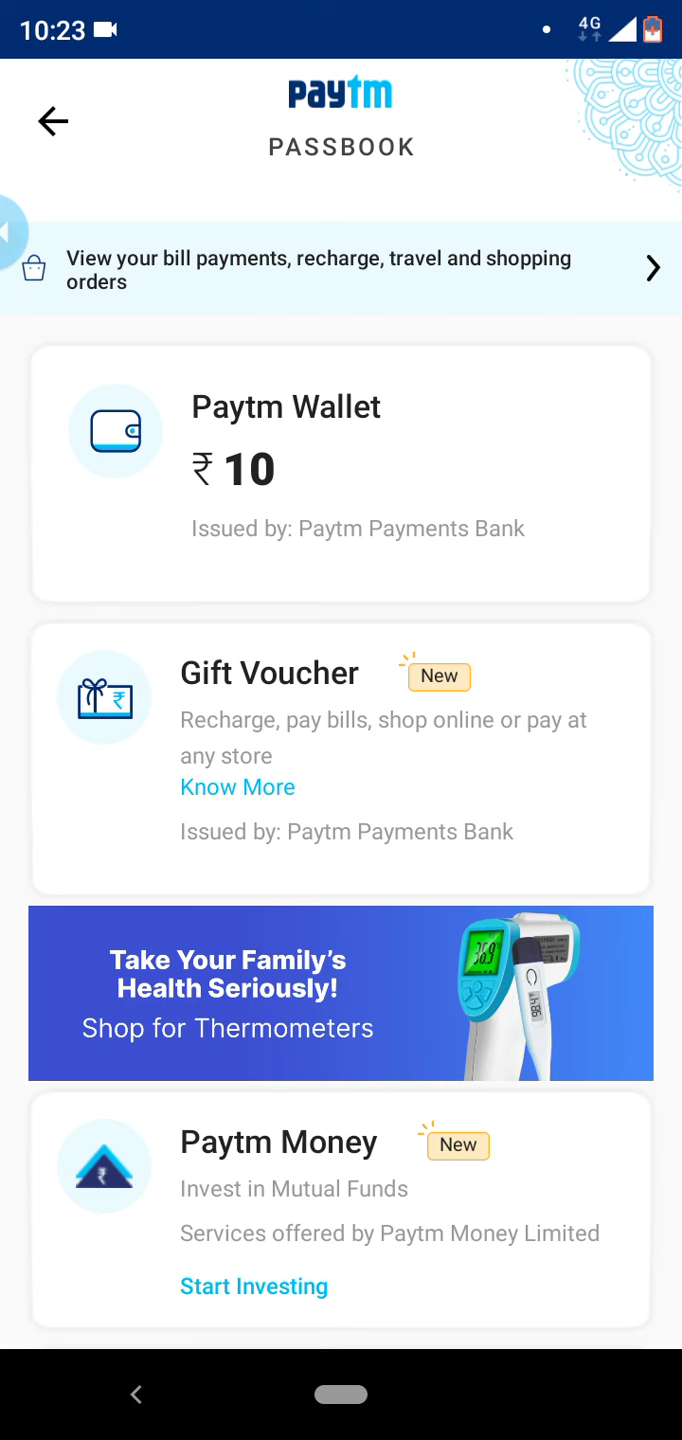 10:23
4G
paytm
PASSBOOK
View your bill payments, recharge, travel and shopping
orders
Paytm Wallet
₹ 10
Issued by: Paytm Payments Bank
Gift Voucher
New
₹
Recharge, pay bills, shop online or pay at
any store
Know More
Issued by: Paytm Payments Bank
Take Your Family's
Health Seriously!
Shop for Thermometers
36.9
Paytm Money
New
₹
Invest in Mutual Funds
Services offered by Paytm Money Limited
Start Investing